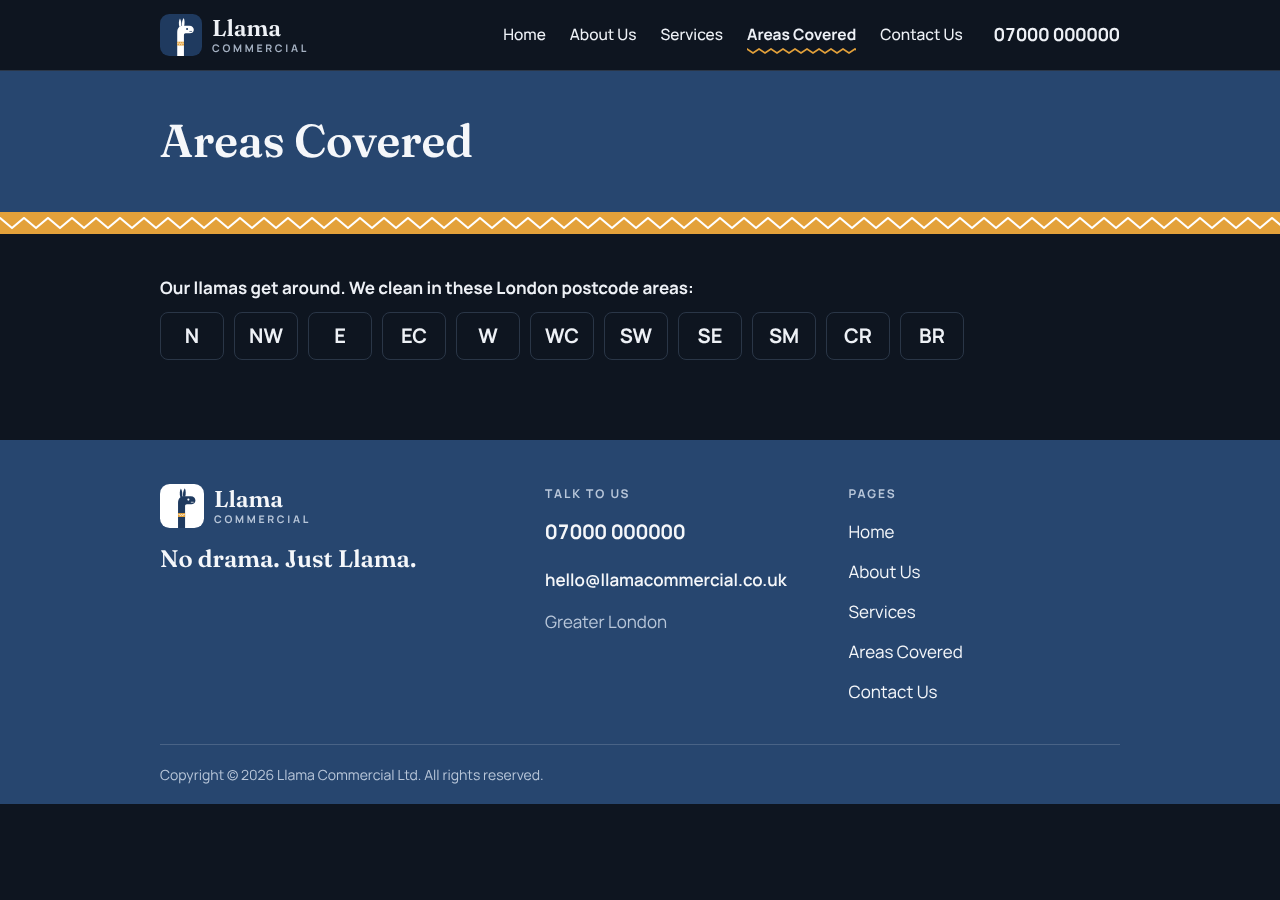 Llama
COMMERCIAL
Home About Us Services Areas Covered Contact Us 07000 000000
Areas Covered
Our llamas get around. We clean in these London postcode areas:
N NW E EC W WC SW SE SM CR BR
Llama
COMMERCIAL
No drama. Just Llama.
TALK TO US
07000 000000
hello@llamacommercial.co.uk
Greater London
PAGES
Home
About Us
Services
Areas Covered
Contact Us
Copyright © 2026 Llama Commercial Ltd. All rights reserved.